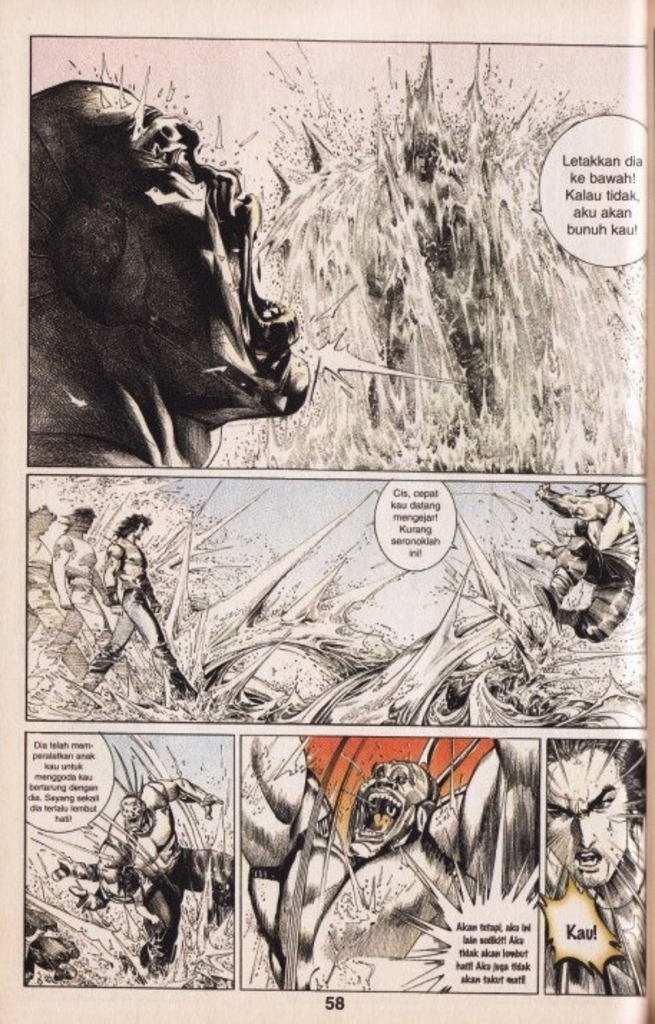 Letakkan dia
ke bawah!
Kalau tidak,
aku akan
bunuh kau!
Cis, cepat
kau datang
mengejar!
Kurang
seronoklah
ini!
Dia telah mem-
peralatkan anak
kau untuk
menggoda kau
bertarung dengan
dia. Sayang sekali
dia terlalu lembut
hati!
Akan tetapi, aku ini
lain sedikit! Aku
tidak akan lembut
hati! Aku juga tidak
akan takut mati!
Kau!
58